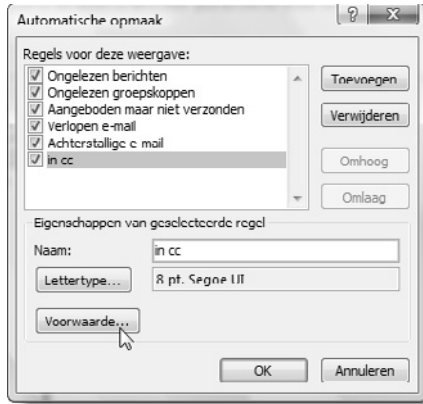 Automatische opmaak
Regels voor deze weergave:
Ongelezen berichten
Ongelezen groepskoppen
Aangeboden maar niet verzonden
Verlopen e-mail
Achterstallige e-mail
in cc
Toevoegen
Verwijderen
Omhoog
Omlaag
Eigenschappen van geselecteerde regel
Naam:
in cc
Lettertype...
8 pt. Segoe UI
Voorwaarde...
OK
Annuleren